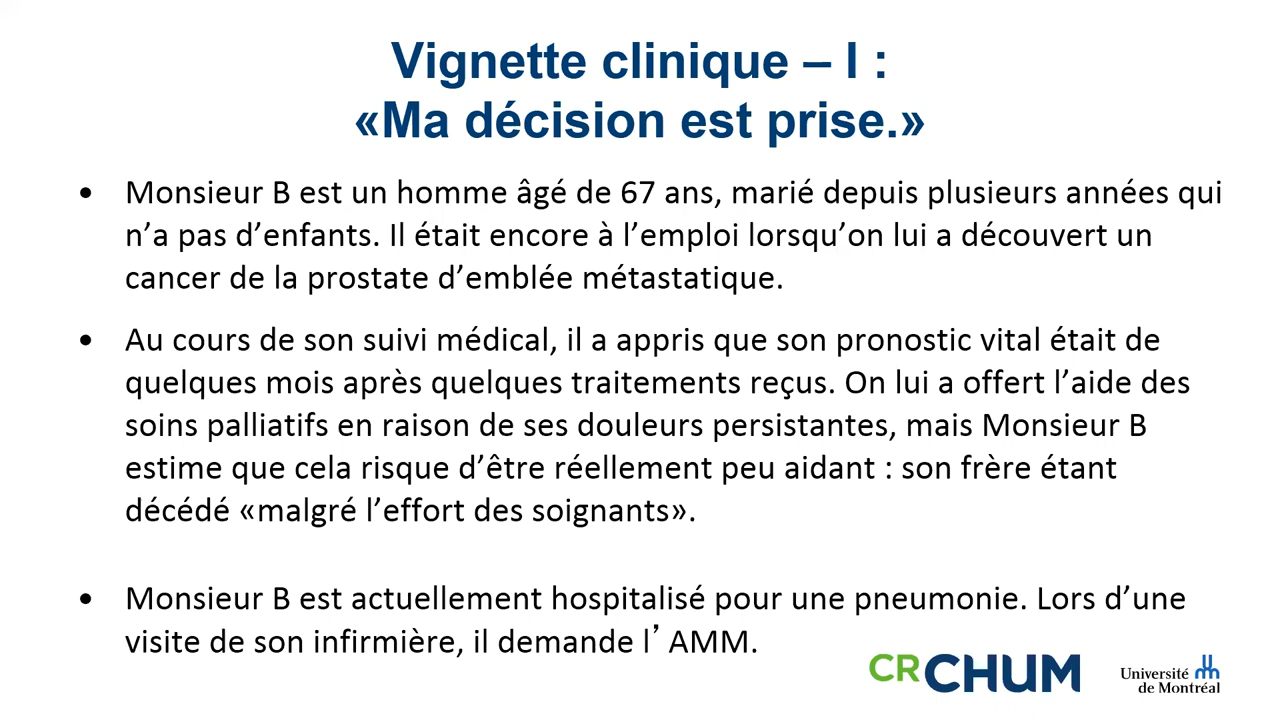 Vignette clinique – I :
«Ma décision est prise.»
• Monsieur B est un homme âgé de 67 ans, marié depuis plusieurs années qui
n’a pas d’enfants. Il était encore à l’emploi lorsqu’on lui a découvert un
cancer de la prostate d’emblée métastatique.
• Au cours de son suivi médical, il a appris que son pronostic vital était de
quelques mois après quelques traitements reçus. On lui a offert l’aide des
soins palliatifs en raison de ses douleurs persistantes, mais Monsieur B
estime que cela risque d’être réellement peu aidant : son frère étant
décédé «malgré l’effort des soignants».
• Monsieur B est actuellement hospitalisé pour une pneumonie. Lors d’une
visite de son infirmière, il demande l’ AMM.
CRCHUM
Université
de Montréal